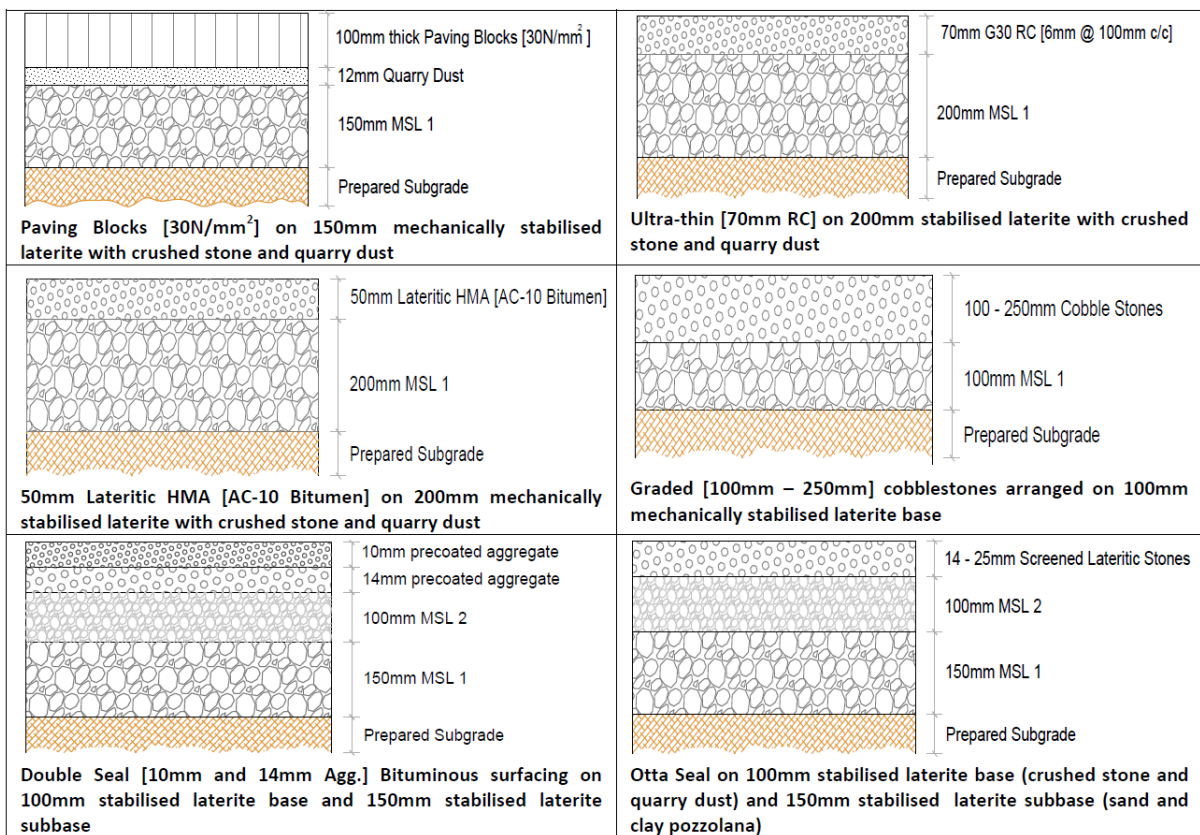 100mm thick Paving Blocks [30N/mm²]
12mm Quarry Dust
150mm MSL 1
Prepared Subgrade
Paving Blocks [30N/mm²] on 150mm mechanically
stabilised laterite with crushed stone and quarry dust
70mm G30 RC [6mm @ 100mm c/c]
200mm MSL 1
Prepared Subgrade
Ultra-thin [70mm RC] on 200mm stabilised laterite with crushed
stone and quarry dust
50mm Lateritic HMA [AC-10 Bitumen]
200mm MSL 1
Prepared Subgrade
50mm Lateritic HMA [AC-10 Bitumen] on 200mm mechanically
stabilised laterite with crushed stone and quarry dust
100 - 250mm Cobble Stones
100mm MSL 1
Prepared Subgrade
Graded [100mm – 250mm] cobblestones arranged on 100mm
mechanically stabilised laterite base
10mm precoated aggregate
14mm precoated aggregate
100mm MSL 2
150mm MSL 1
Prepared Subgrade
Double Seal [10mm and 14mm Agg.] Bituminous surfacing on
100mm stabilised laterite base and 150mm stabilised laterite
subbase
14 - 25mm Screened Lateritic Stones
100mm MSL 2
150mm MSL 1
Prepared Subgrade
Otta Seal on 100mm stabilised laterite base (crushed stone and
quarry dust) and 150mm stabilised laterite subbase (sand and
clay pozzolana)